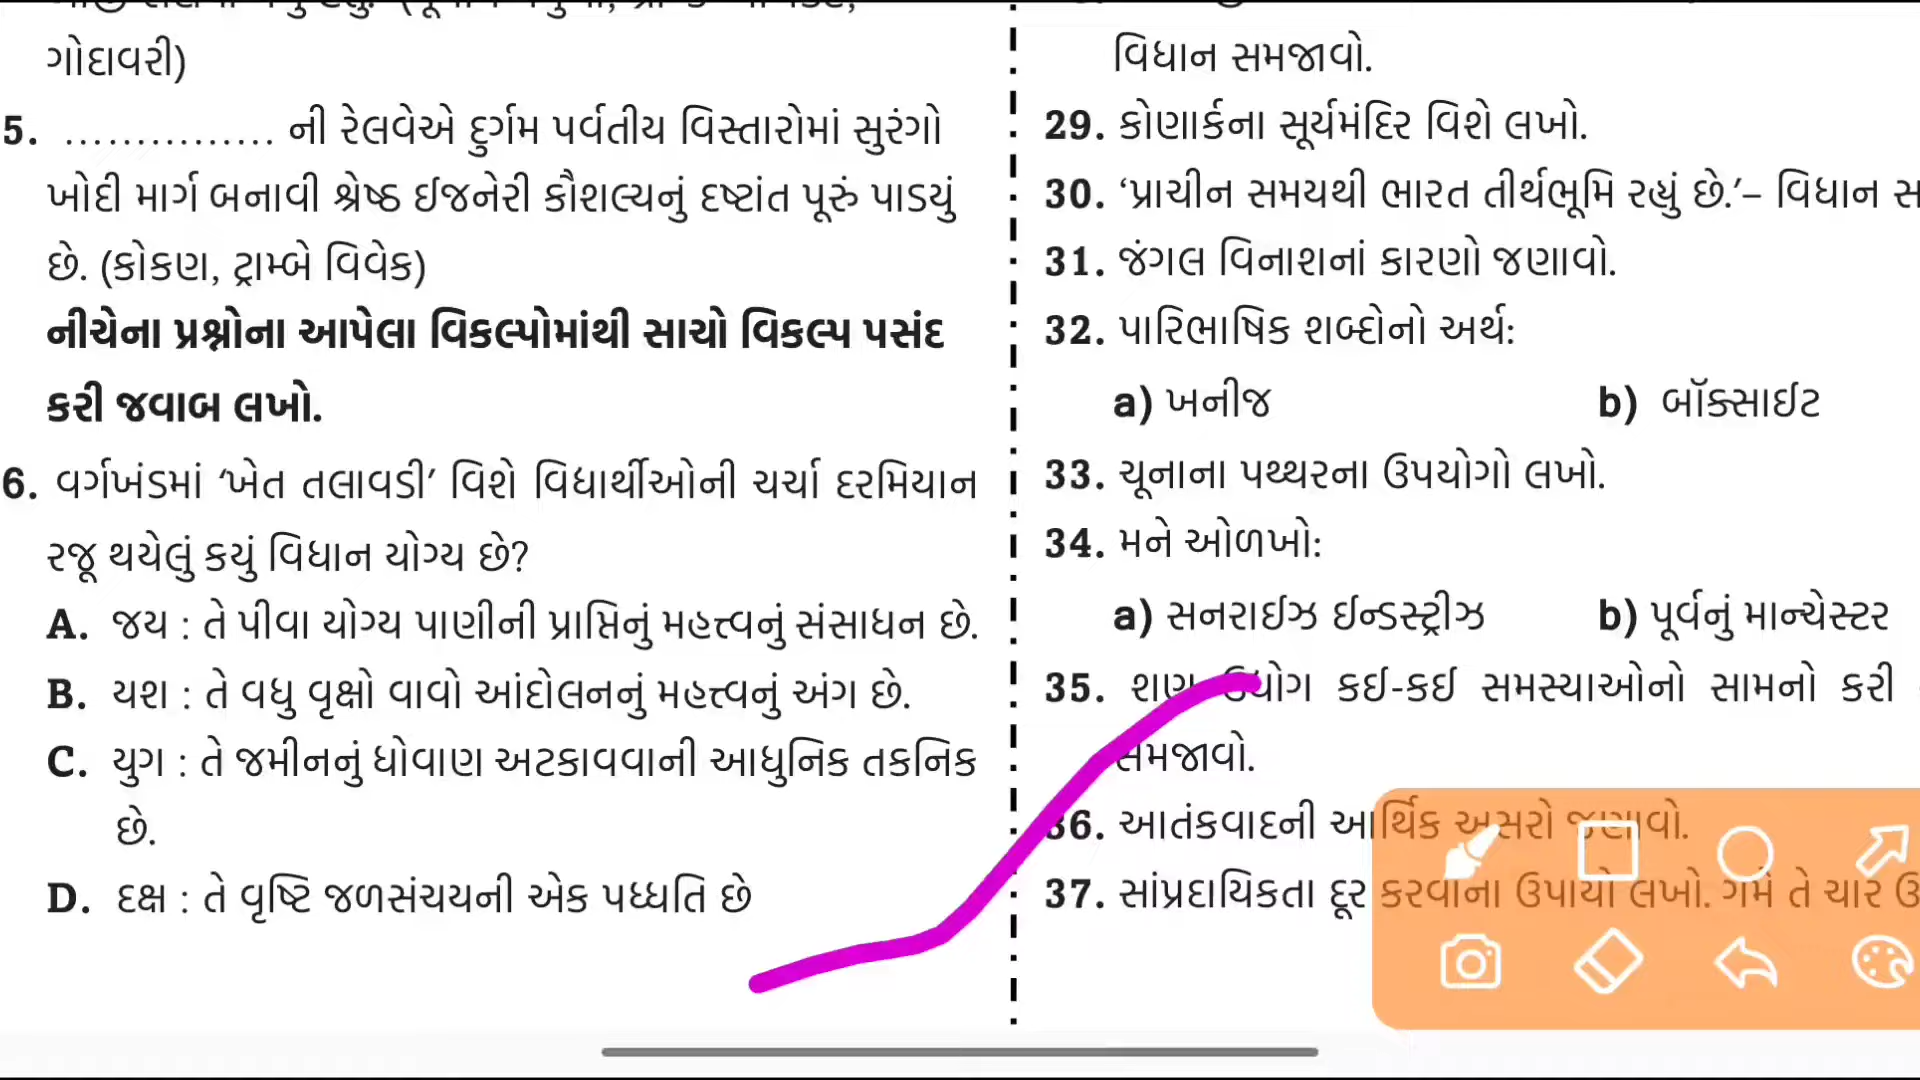 ગોદાવરી)
5. ............... ની રેલવેએ દુર્ગમ પર્વતીય વિસ્તારોમાં સુરંગો
ખોદી માર્ગ બનાવી શ્રેષ્ઠ ઈજનેરી કૌશલ્યનું દષ્ટાંત પૂરું પાડયું
છે. (કોકણ, ટ્રામ્બે વિવેક)
નીચેના પ્રશ્નોના આપેલા વિકલ્પોમાંથી સાચો વિકલ્પ પસંદ
કરી જવાબ લખો.
6. વર્ગખંડમાં ‘ખેત તલાવડી’ વિશે વિદ્યાર્થીઓની ચર્ચા દરમિયાન
રજૂ થયેલું કયું વિધાન યોગ્ય છે?
A. જય : તે પીવા યોગ્ય પાણીની પ્રાપ્તિનું મહત્ત્વનું સંસાધન છે.
B. યશ : તે વધુ વૃક્ષો વાવો આંદોલનનું મહત્ત્વનું અંગ છે.
C. યુગ : તે જમીનનું ધોવાણ અટકાવવાની આધુનિક તકનિક
છે.
D. દક્ષ : તે વૃષ્ટિ જળસંચયની એક પધ્ધતિ છે
વિધાન સમજાવો.
29. કોણાર્કના સૂર્યમંદિર વિશે લખો.
30. ‘પ્રાચીન સમયથી ભારત તીર્થભૂમિ રહ્યું છે.’– વિધાન
31. જંગલ વિનાશનાં કારણો જણાવો.
32. પારિભાષિક શબ્દોનો અર્થ:
a) ખનીજ b) બૉક્સાઈટ
33. ચૂનાના પથ્થરના ઉપયોગો લખો.
34. મને ઓળખો:
a) સનરાઈઝ ઈન્ડસ્ટ્રીઝ b) પૂર્વનું માન્ચેસ્ટર
35. શણ ઉદ્યોગ કઈ-કઈ સમસ્યાઓનો સામનો કરી
સમજાવો.
36. આતંકવાદની આર્થિક અસરો જણાવો.
37. સાંપ્રદાયિકતા દૂર કરવાના ઉપાયો લખો. ગમે તે ચાર